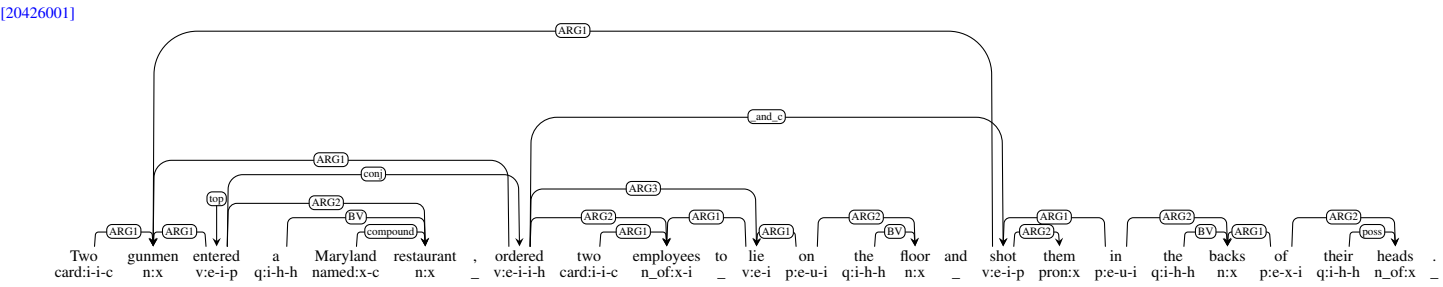 [20426001]
ARG1
_and_c
ARG1
conj
ARG3
top
ARG2
BV
compound
ARG1
ARG1
ARG2
ARG1
ARG1
ARG1
ARG2
BV
ARG1
ARG2
ARG2
BV
ARG1
ARG2
poss
Two gunmen entered a Maryland restaurant , ordered two employees to lie on the floor and shot them in the backs of their heads .
card:i-i-c n:x v:e-i-p q:i-h-h named:x-c n:x _ v:e-i-i-h card:i-i-c n_of:x-i _ v:e-i p:e-u-i q:i-h-h n:x _ v:e-i-p pron:x p:e-u-i q:i-h-h n:x p:e-x-i q:i-h-h n_of:x _